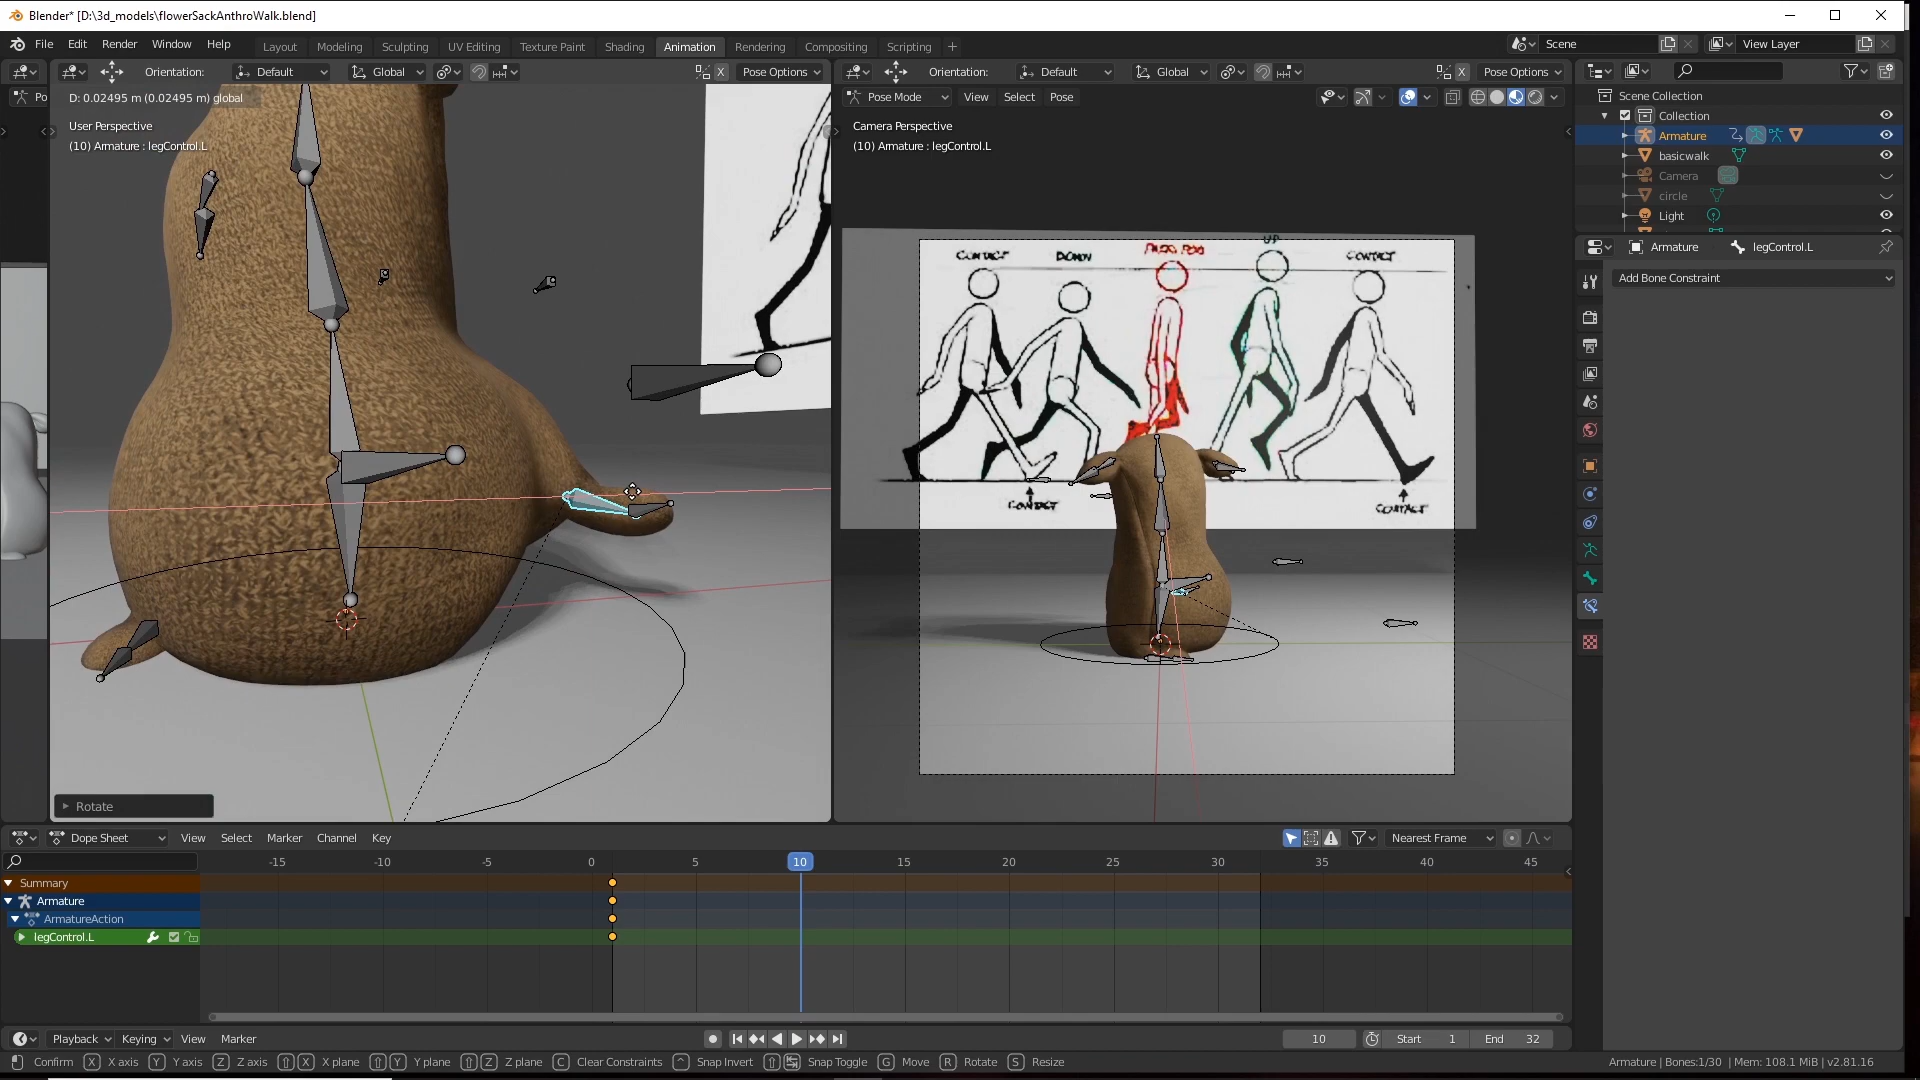 Blender* [D:\3d_models\flowerSackAnthroWalk.blend]
File Edit Render Window Help
Layout Modeling Sculpting UV Editing Texture Paint Shading Animation Rendering Compositing Scripting +
Scene View Layer
Orientation: Default Global X Pose Options
Orientation: Default Global X Pose Options
Po
D: 0.02495 m (0.02495 m) global
Pose Mode View Select Pose
User Perspective
(10) Armature : legControl.L
Camera Perspective
(10) Armature : legControl.L
Scene Collection
Collection
Armature
basicwalk
Camera
circle
Light
Armature legControl.L
Add Bone Constraint
CONTACT DOWN UP CONTACT
CONTACT CONTACT
Rotate
Dope Sheet View Select Marker Channel Key Nearest Frame
-15 -10 -5 0 5 10 15 20 25 30 35 40 45
Summary
Armature
ArmatureAction
legControl.L
Playback Keying View Marker 10 Start 1 End 32
Confirm X X axis Y Y axis Z Z axis X X plane Y Y plane Z Z plane C Clear Constraints Snap Invert Snap Toggle G Move R Rotate S Resize
Armature | Bones:1/30 | Mem: 108.1 MiB | v2.81.16